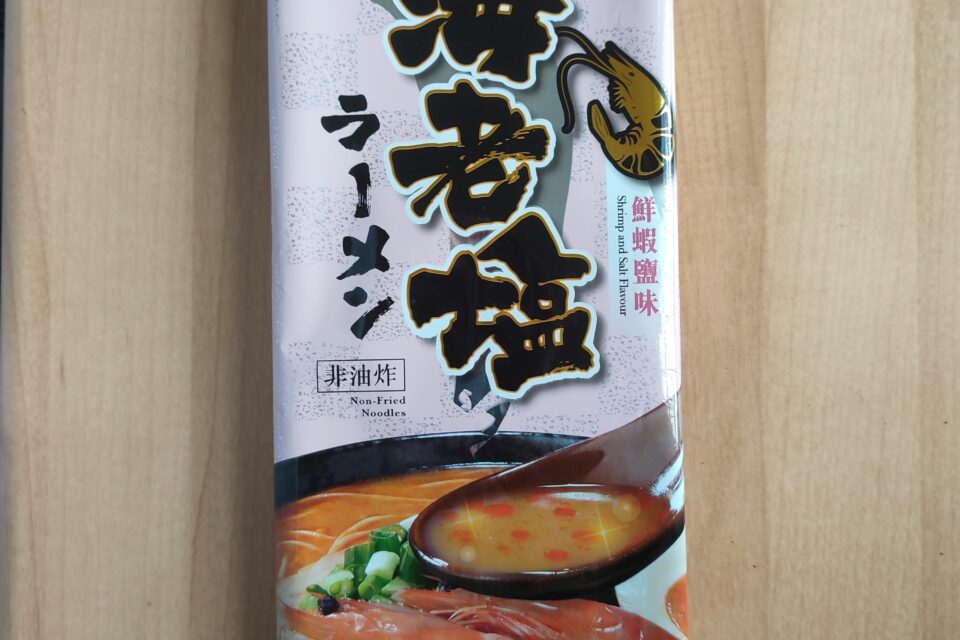 海老塩
ラーメン
鮮蝦鹽味
Shrimp and Salt Flavour
非油炸
Non-Fried
Noodles